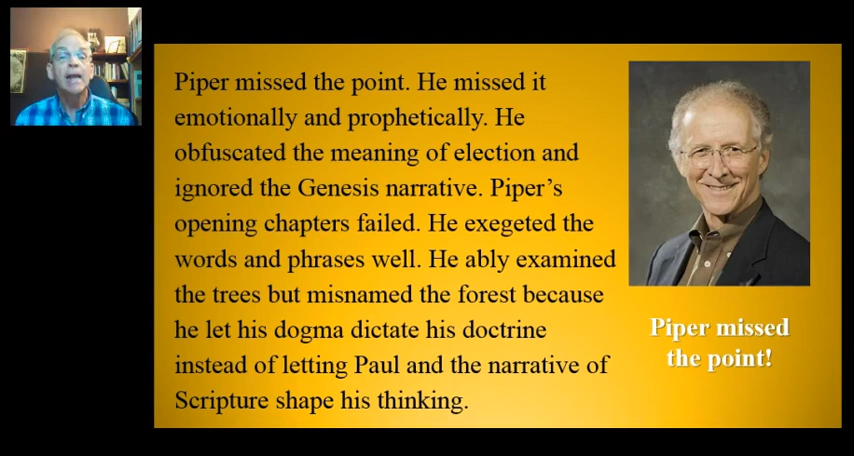 Piper missed the point. He missed it
emotionally and prophetically. He
obfuscated the meaning of election and
ignored the Genesis narrative. Piper’s
opening chapters failed. He exegeted the
words and phrases well. He ably examined
the trees but misnamed the forest because
he let his dogma dictate his doctrine
instead of letting Paul and the narrative of
Scripture shape his thinking.
Piper missed
the point!